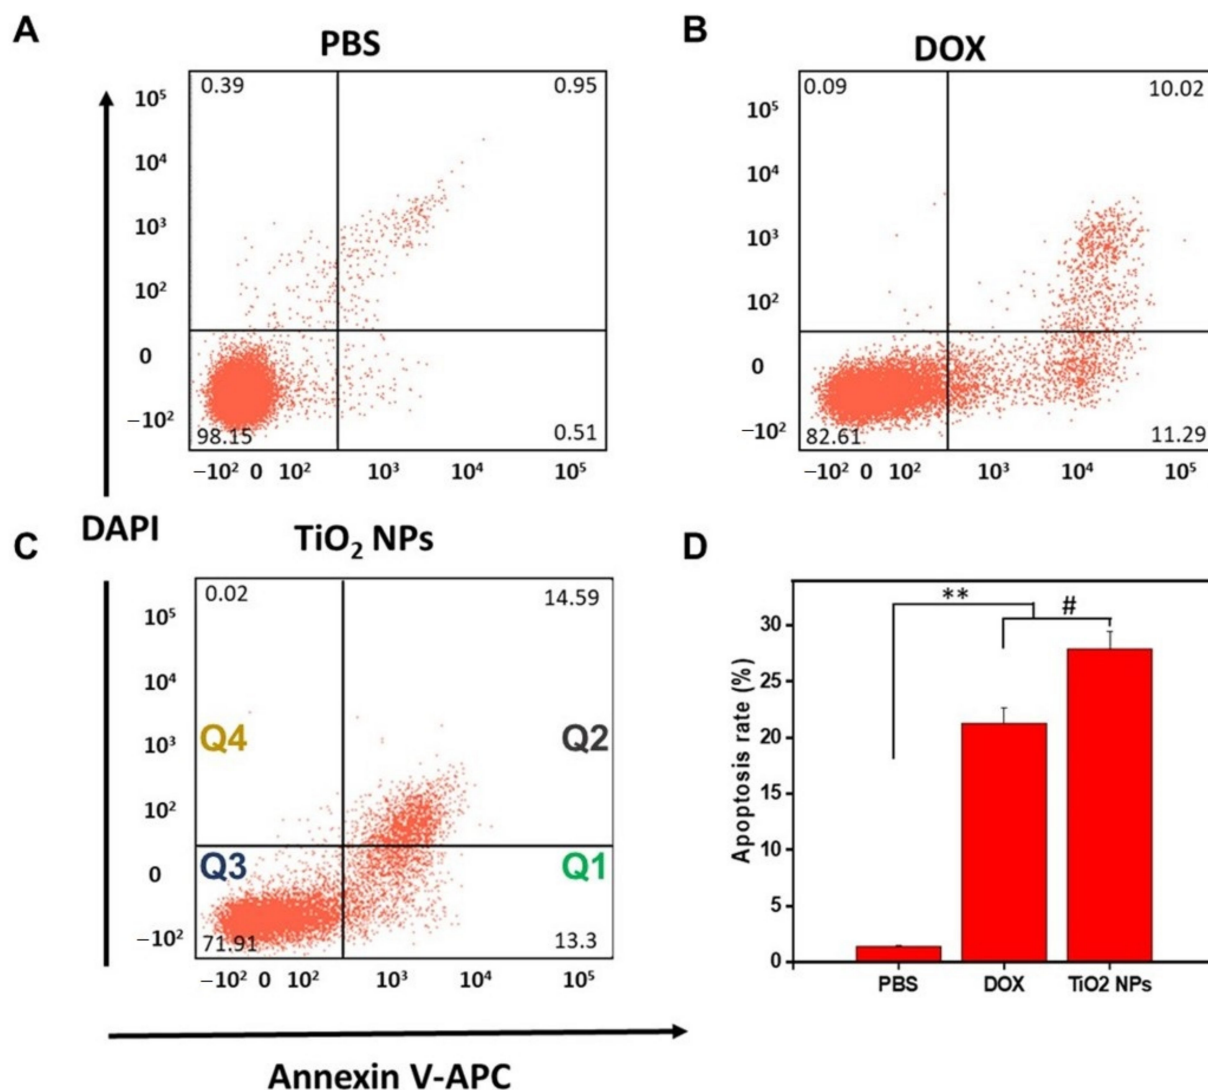 A
PBS
0.39
0.95
10⁵
10⁴
10³
10²
0
−10²
98.15
0.51
−10² 0 10² 10³ 10⁴ 10⁵
B
DOX
0.09
10.02
10⁵
10⁴
10³
10²
0
−10²
82.61
11.29
−10² 0 10² 10³ 10⁴ 10⁵
DAPI
C
TiO₂ NPs
0.02
14.59
10⁵
10⁴
10³
Q4
Q2
10²
Q3
Q1
0
−10²
71.91
13.3
−10² 0 10² 10³ 10⁴ 10⁵
Annexin V-APC
D
**
#
Apoptosis rate (%)
30
25
20
15
10
5
0
PBS DOX TiO2 NPs